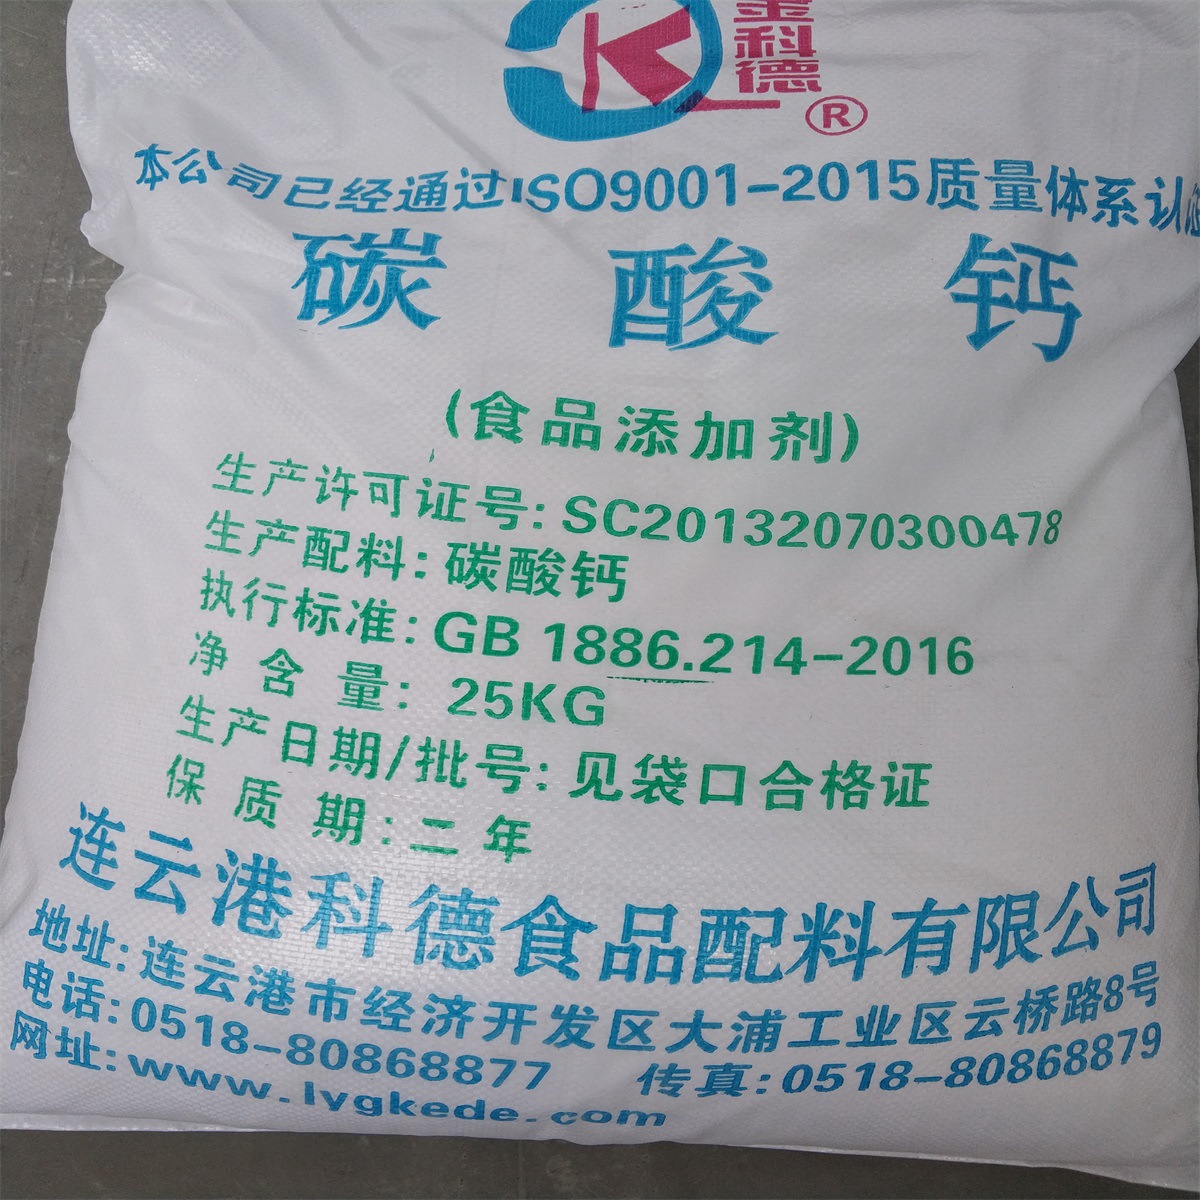 金科德®
本公司已经通过ISO9001-2015质量体系认证
碳酸钙
(食品添加剂)
生产许可证号:SC20132070300478
生产配料:碳酸钙
执行标准:GB 1886.214-2016
净含量:25KG
生产日期/批号:见袋口合格证
保质期:二年
连云港科德食品配料有限公司
地址:连云港市经济开发区大浦工业区云桥路8号
电话:0518-80868877 传真:0518-80868879
网址:www.lygkede.com